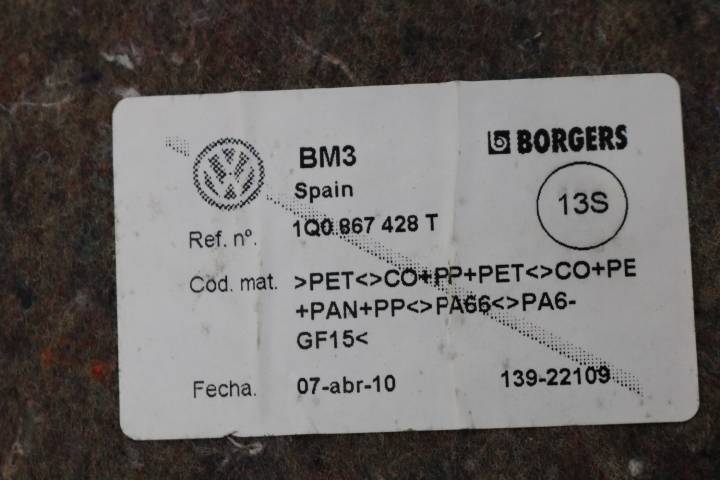 BM3
BORGERS
Spain
13S
Ref. nº. 1Q0 867 428 T
Cód. mat. >PET<>CO+PP+PET<>CO+PE
+PAN+PP<>PA66<>PA6-
GF15<
Fecha. 07-abr-10 139-22109